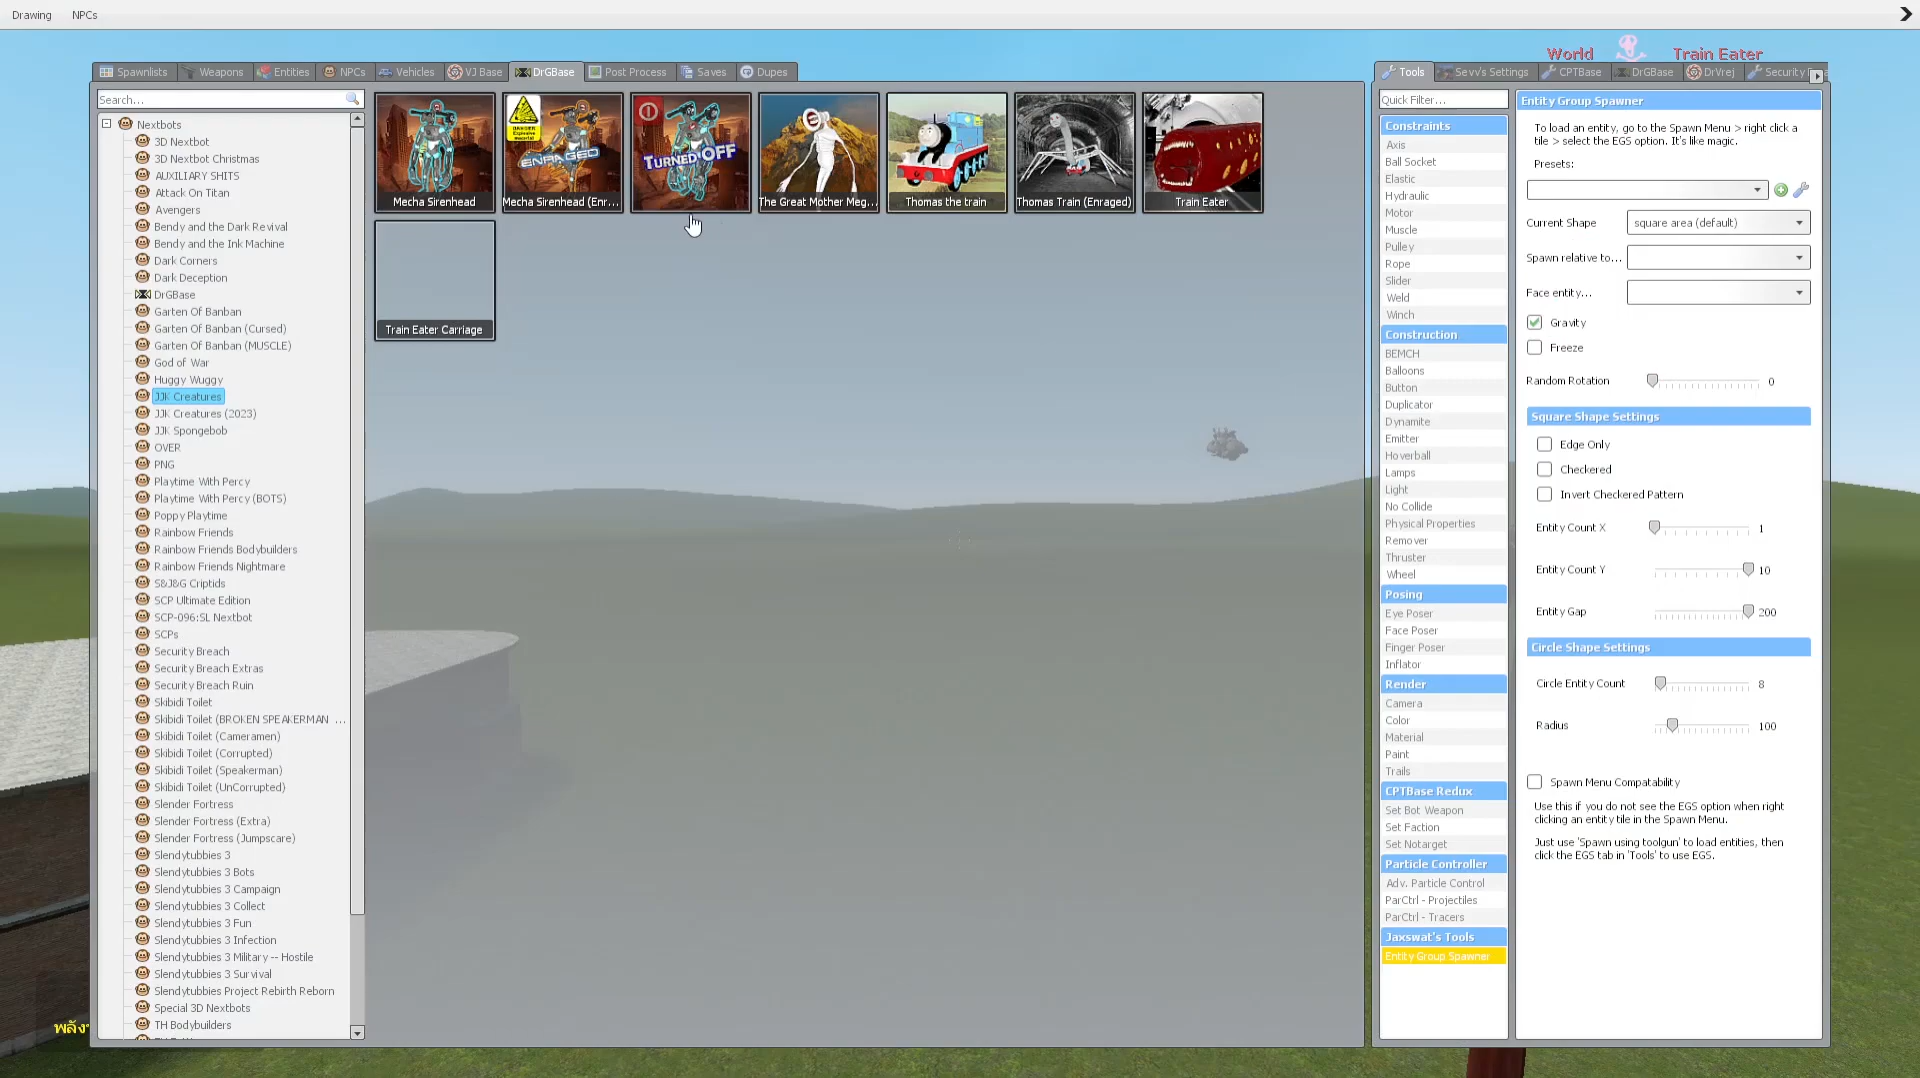 Drawing NPCs
World Train Eater
Spawnlists Weapons Entities NPCs Vehicles VJ Base DrGBase Post Process Saves Dupes
Tools Sevv's Settings CPTBase DrGBase DrVrej Security
Search...
Nextbots
3D Nextbot
3D Nextbot Christmas
AUXILIARY SHITS
Attack On Titan
Avengers
Bendy and the Dark Revival
Bendy and the Ink Machine
Dark Corners
Dark Deception
DrGBase
Garten Of Banban
Garten Of Banban (Cursed)
Garten Of Banban (MUSCLE)
God of War
Huggy Wuggy
JJK Creatures
JJK Creatures (2023)
JJK Spongebob
OVER
PNG
Playtime With Percy
Playtime With Percy (BOTS)
Poppy Playtime
Rainbow Friends
Rainbow Friends Bodybuilders
Rainbow Friends Nightmare
S&J&G Criptids
SCP Ultimate Edition
SCP-096:SL Nextbot
SCPs
Security Breach
Security Breach Extras
Security Breach Ruin
Skibidi Toilet
Skibidi Toilet (BROKEN SPEAKERMAN ...
Skibidi Toilet (Cameramen)
Skibidi Toilet (Corrupted)
Skibidi Toilet (Speakerman)
Skibidi Toilet (UnCorrupted)
Slender Fortress
Slender Fortress (Extra)
Slender Fortress (Jumpscare)
Slendytubbies 3
Slendytubbies 3 Bots
Slendytubbies 3 Campaign
Slendytubbies 3 Collect
Slendytubbies 3 Fun
Slendytubbies 3 Infection
Slendytubbies 3 Military -- Hostile
Slendytubbies 3 Survival
Slendytubbies Project Rebirth Reborn
Special 3D Nextbots
TH Bodybuilders
พลัง
DANGER
ENRAGED
TURNED OFF
Mecha Sirenhead
Mecha Sirenhead (Enr...
The Great Mother Meg...
Thomas the train
Thomas Train (Enraged)
Train Eater
Train Eater Carriage
Quick Filter...
Constraints
Axis
Ball Socket
Elastic
Hydraulic
Motor
Muscle
Pulley
Rope
Slider
Weld
Winch
Construction
BEMCH
Balloons
Button
Duplicator
Dynamite
Emitter
Hoverball
Lamps
Light
No Collide
Physical Properties
Remover
Thruster
Wheel
Posing
Eye Poser
Face Poser
Finger Poser
Inflator
Render
Camera
Color
Material
Paint
Trails
CPTBase Redux
Set Bot Weapon
Set Faction
Set Notarget
Particle Controller
Adv. Particle Control
ParCtrl - Projectiles
ParCtrl - Tracers
Jaxswat's Tools
Entity Group Spawner
Entity Group Spawner
To load an entity, go to the Spawn Menu > right click a
tile > select the EGS option. It's like magic.
Presets:
Current Shape square area (default)
Spawn relative to...
Face entity...
Gravity
Freeze
Random Rotation 0
Square Shape Settings
Edge Only
Checkered
Invert Checkered Pattern
Entity Count X 1
Entity Count Y 10
Entity Gap 200
Circle Shape Settings
Circle Entity Count 8
Radius 100
Spawn Menu Compatability
Use this if you do not see the EGS option when right
clicking an entity tile in the Spawn Menu.
Just use 'Spawn using toolgun' to load entities, then
click the EGS tab in 'Tools' to use EGS.